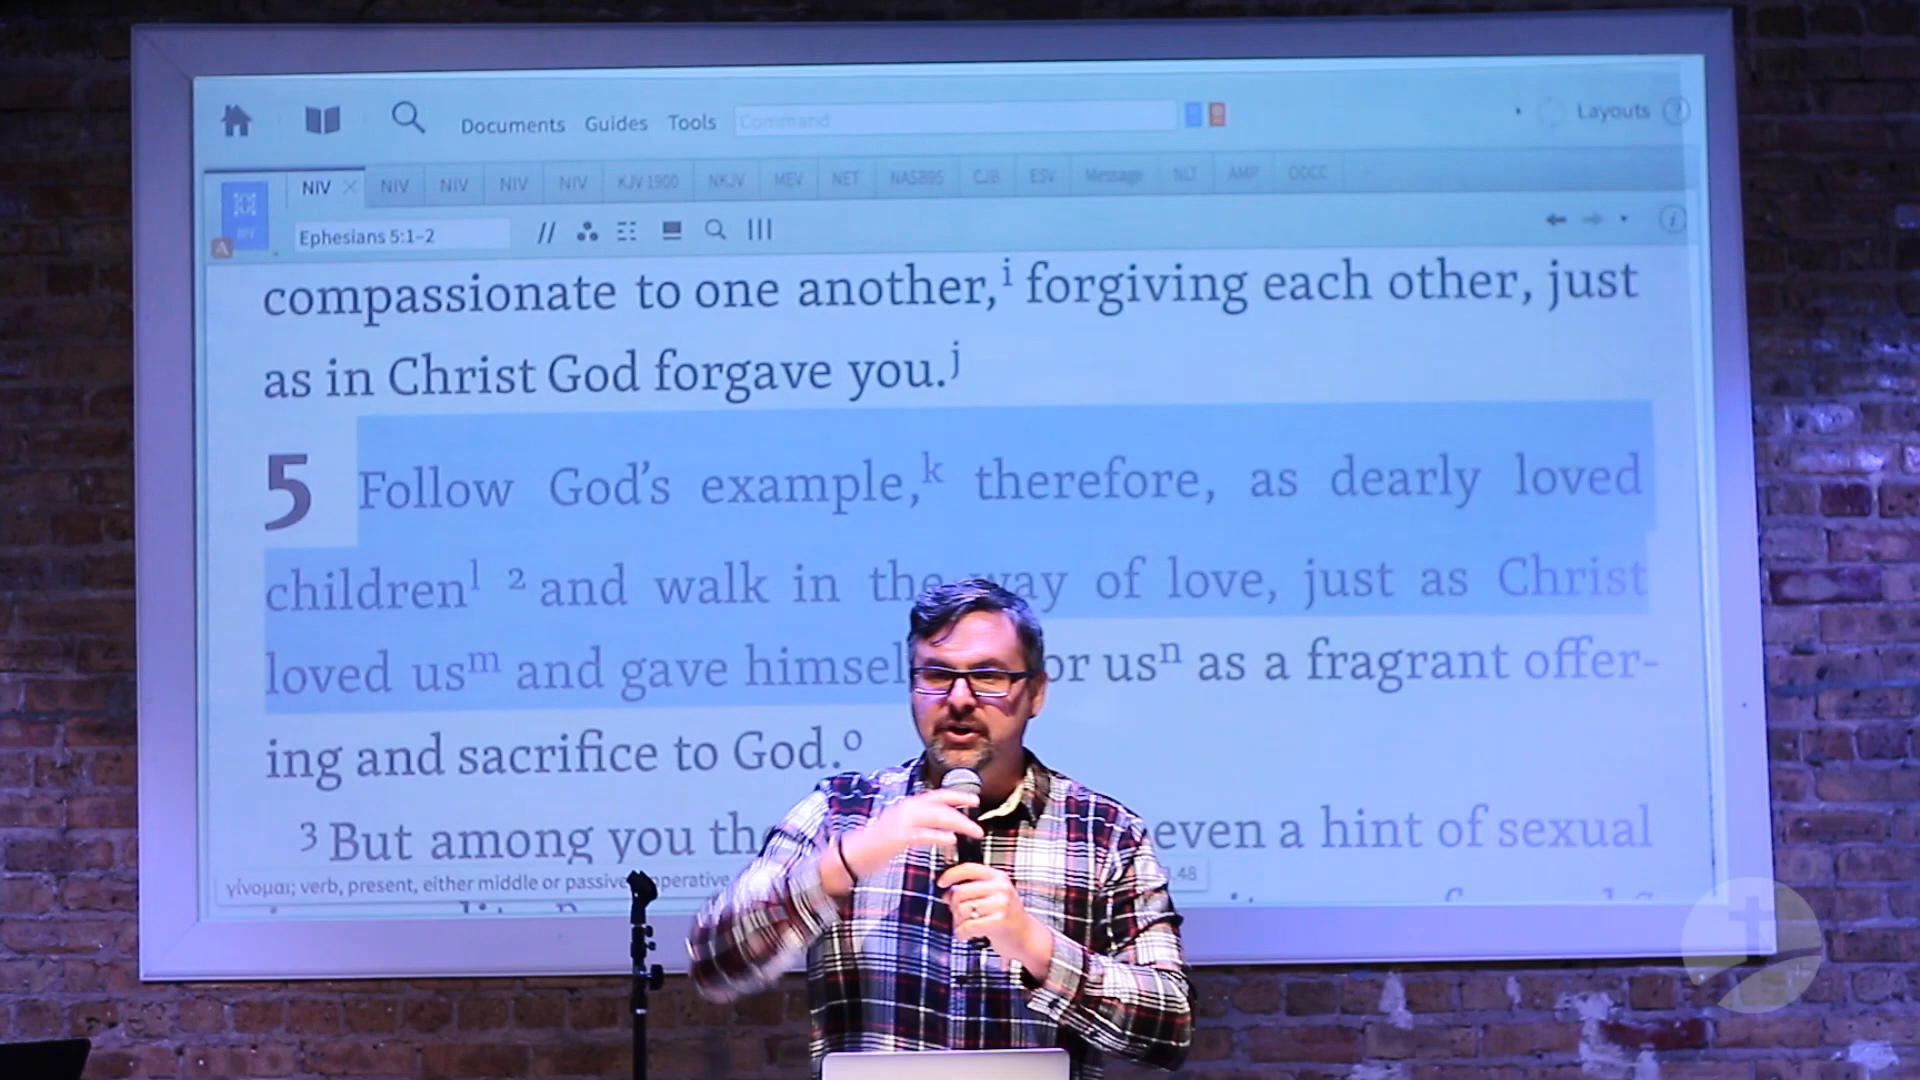 Documents Guides Tools Command Layouts ?
NIV NIV NIV NIV NIV KJV 1900 NKJV MEV NET NASB95 CJB ESV Message NLT AMP ODCC
NIV
A
Ephesians 5:1–2
compassionate to one another,ⁱ forgiving each other, just
as in Christ God forgave you.ʲ
5 Follow God's example,ᵏ therefore, as dearly loved
childrenˡ ² and walk in the way of love, just as Christ
loved usᵐ and gave himsel or usⁿ as a fragrant offer-
ing and sacrifice to God.ᵒ
³ But among you even a hint of sexual
γίνομαι; verb, present, either middle or passive .48